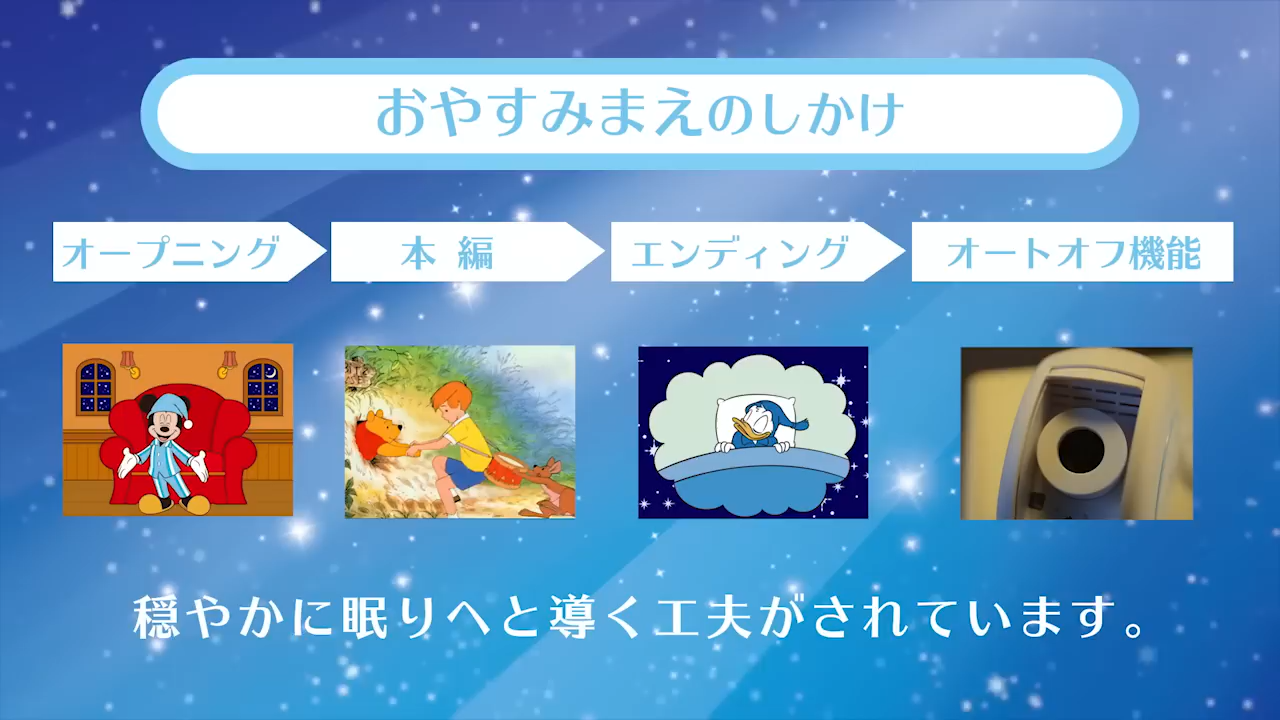 おやすみまえのしかけ
オープニング
本 編
エンディング
オートオフ機能
穏やかに眠りへと導く工夫がされています。